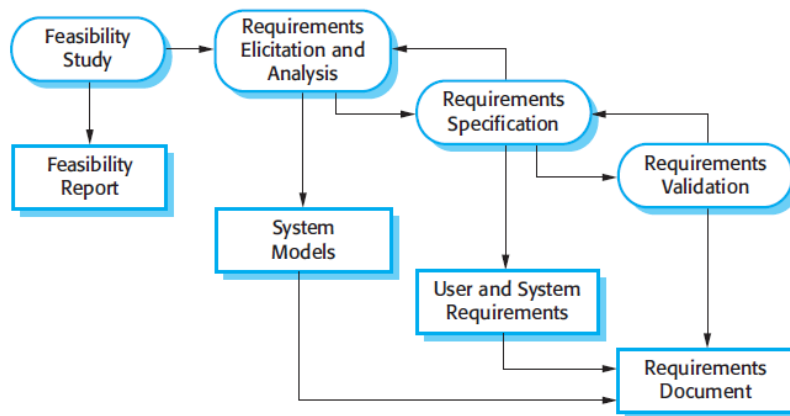 Feasibility
Study
Requirements
Elicitation and
Analysis
Requirements
Specification
Requirements
Validation
Feasibility
Report
System
Models
User and System
Requirements
Requirements
Document